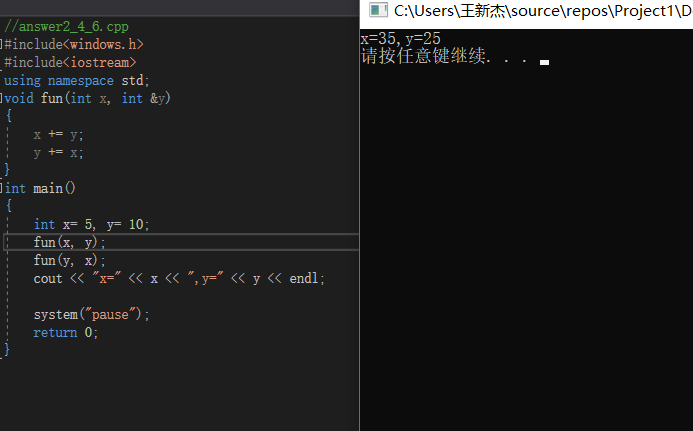 //answer2_4_6.cpp
#include<windows.h>
#include<iostream>
using namespace std;
void fun(int x, int &y)
{
    x += y;
    y += x;
}
int main()
{
    int x= 5, y= 10;
    fun(x, y);
    fun(y, x);
    cout << "x=" << x << ",y=" << y << endl;
    system("pause");
    return 0;
}
C:\Users\王新杰\source\repos\Project1\D
x=35,y=25
请按任意键继续. . .